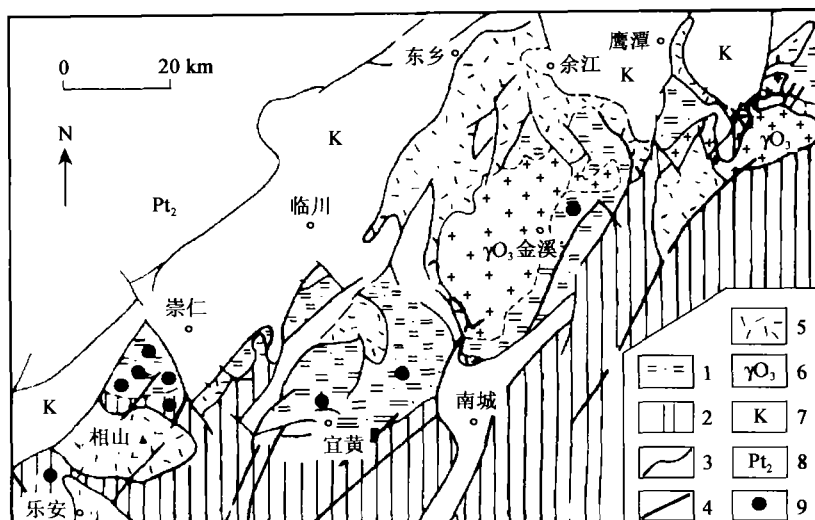 东乡
鹰潭
余江
K
K
0 20 km
N
K
γO₃
Pt₂
临川
γO₃
金溪
崇仁
K
相山
宜黄
南城
乐安
5
1
γO₃ 6
2
K 7
3
Pt₂ 8
4
9